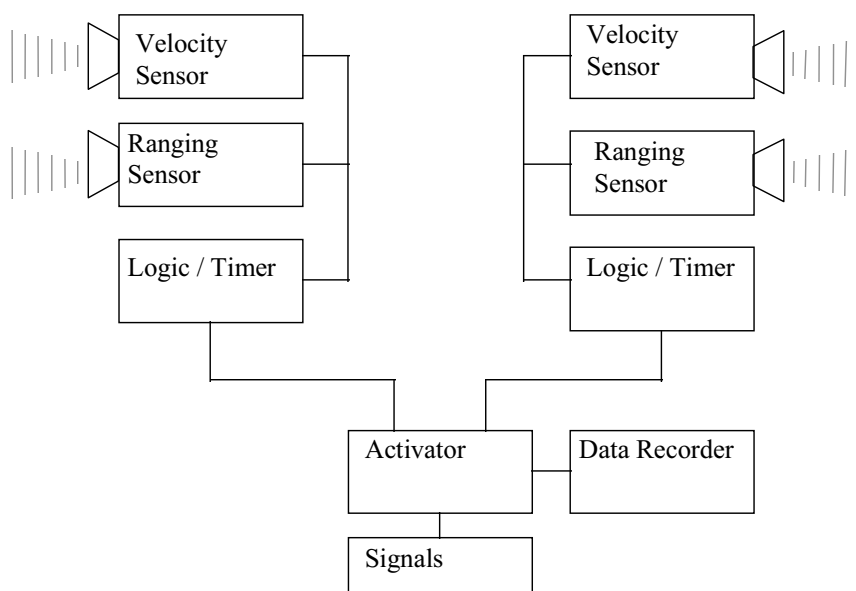 Velocity
Sensor
Ranging
Sensor
Logic / Timer
Velocity
Sensor
Ranging
Sensor
Logic / Timer
Activator
Data Recorder
Signals